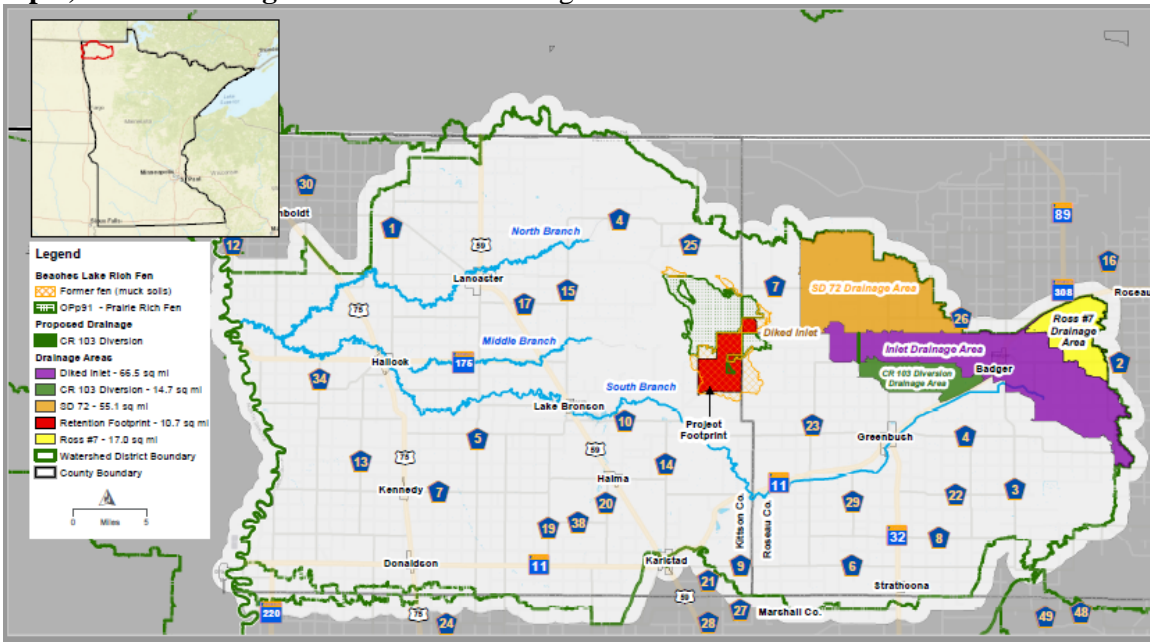 Legend
Beaches Lake Rich Fen
Former fen (muck soils)
OPp91 - Prairie Rich Fen
Proposed Drainage
CR 103 Diversion
Drainage Areas
Diked Inlet - 66.5 sq mi
CR 103 Diversion - 14.7 sq mi
SD 72 - 55.1 sq mi
Retention Footprint - 10.7 sq mi
Ross #7 - 17.0 sq mi
Watershed District Boundary
County Boundary
0 Miles 5
Minneapolis
Sioux Falls
30
mboldt
12
1
59
North Branch
4
25
89
16
Lancaster
17
15
7
SD 72 Drainage Area
308
Roseau
75
26
Ross #7
Drainage
Area
Diked Inlet
Inlet Drainage Area
Middle Branch
Hallock
175
CR 103 Diversion
Drainage Area
Badger
2
34
South Branch
Lake Bronson
10
Project
Footprint
23
Greenbush
4
5
59
13
75
14
Halma
Kennedy
7
11
20
29
22
3
19
38
Kittson Co.
Roseau Co.
32
8
Donaldson
11
Karlstad
9
6
21
Strathcona
220
75
24
59
27
Marshall Co.
28
49
48